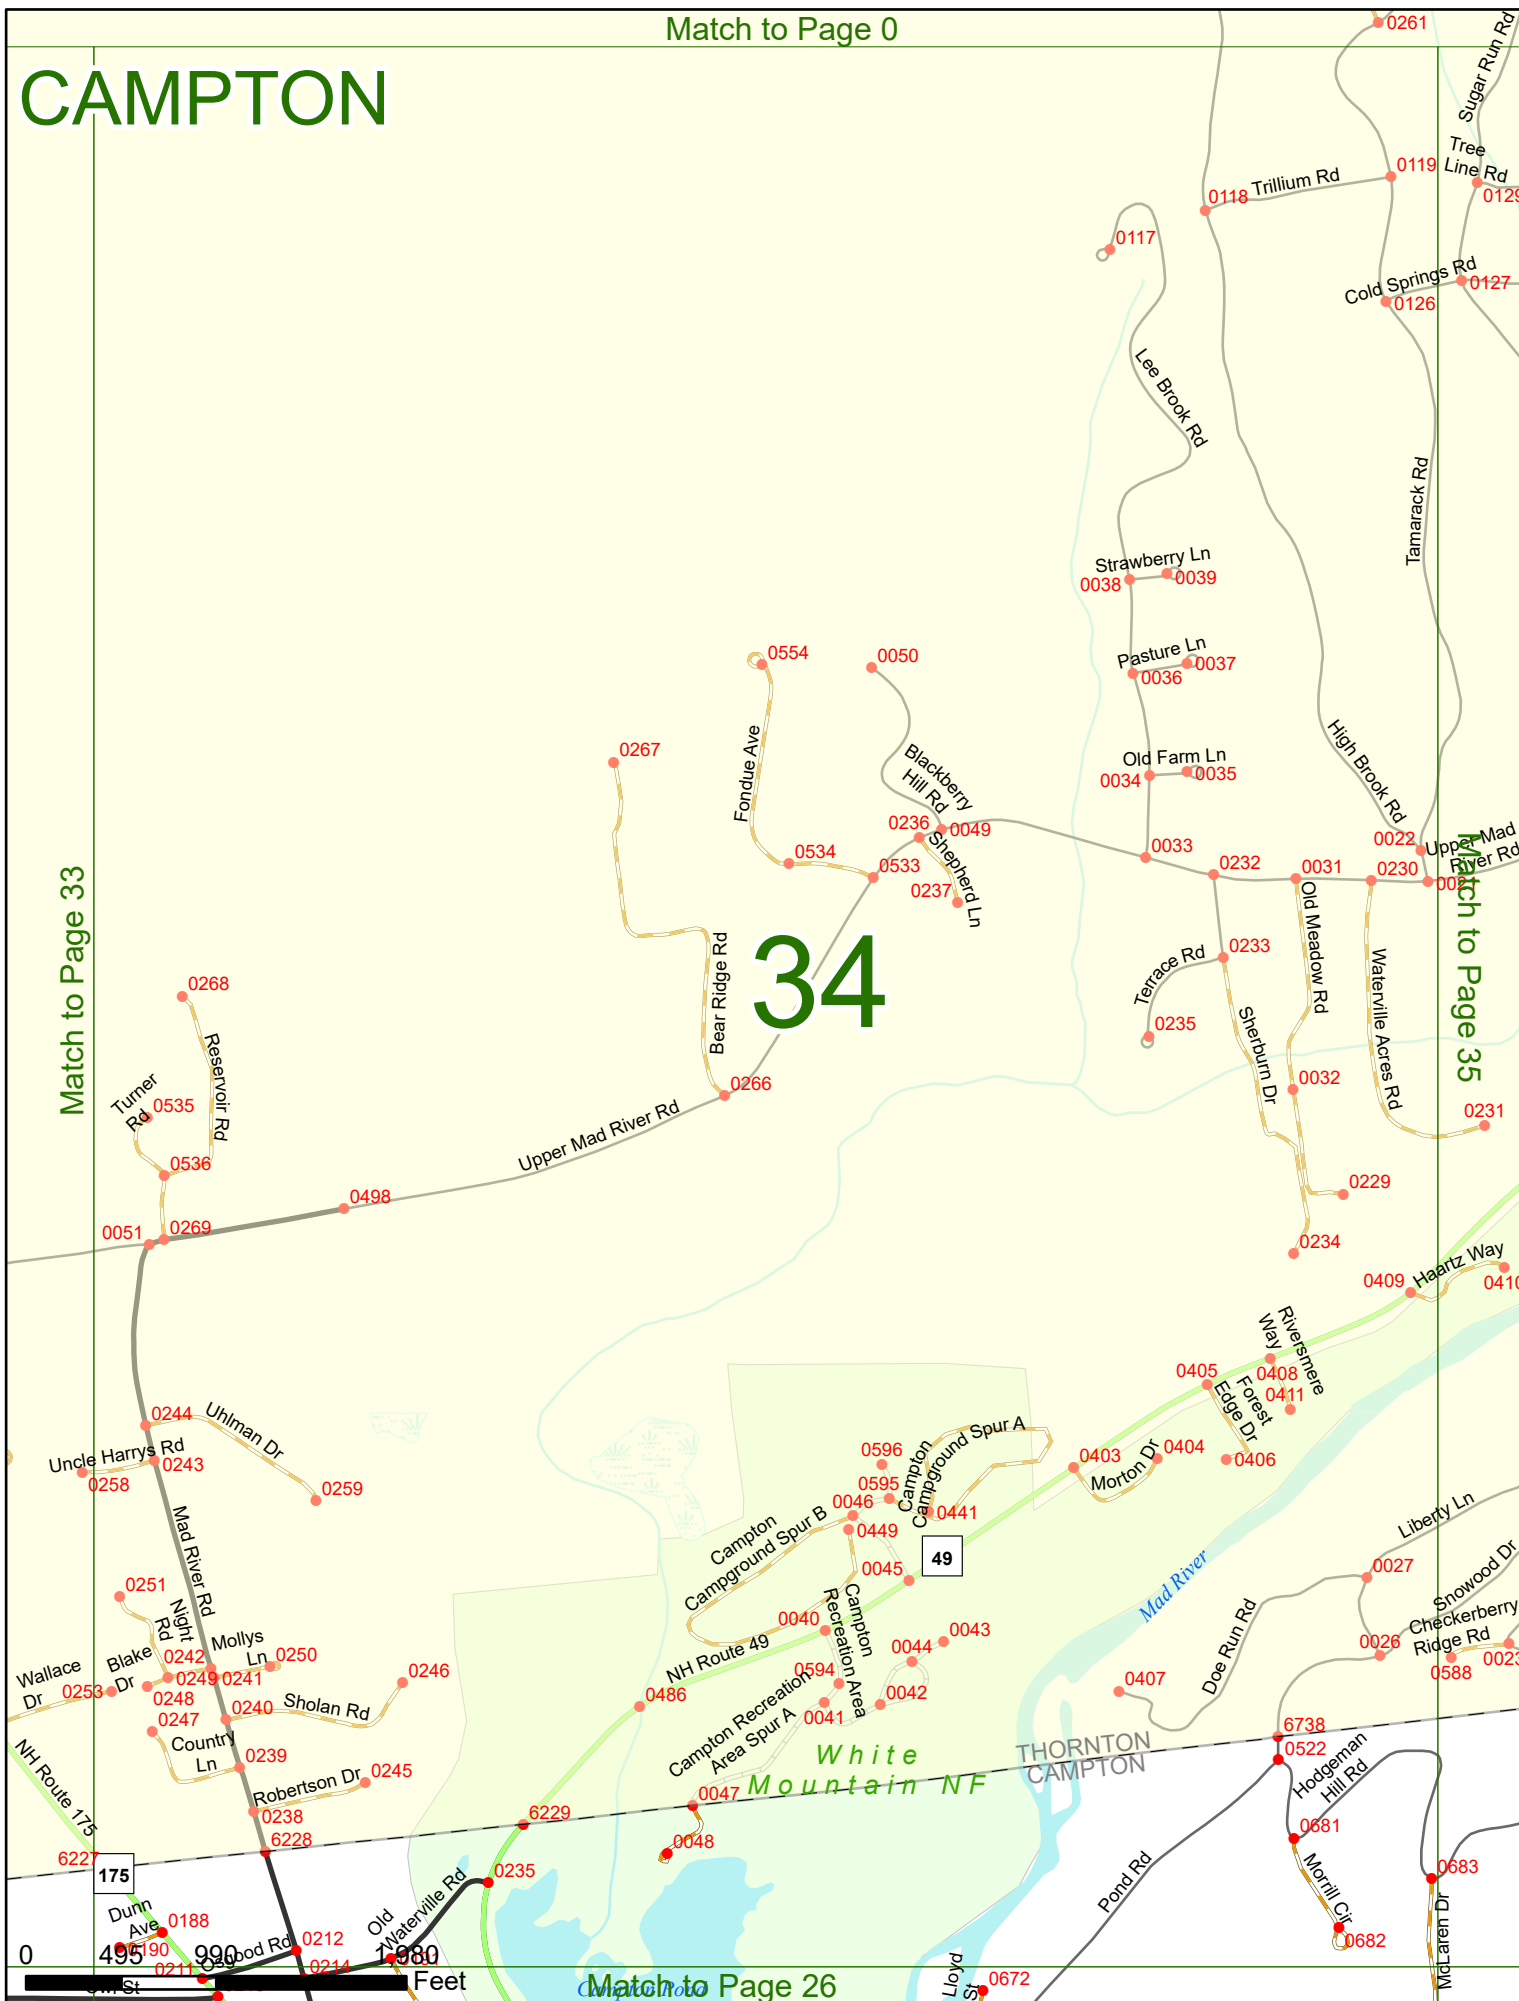 Match to Page 0
0261
CAMPTON
Sugar Run Rd
Tree
Line Rd
0119
Trillium Rd
0118
0129
0117
Cold Springs Rd
0127
0126
Lee Brook Rd
Tamarack Rd
Strawberry Ln
0038
0039
0554
0050
Pasture Ln
0037
0036
0267
Fondue Ave
Blackberry
Hill Rd
Old Farm Ln
0034
0035
High Brook Rd
0236
0049
0022
Upper Mad
River Rd
Shepherd Ln
0534
0533
0033
0232
0031
0230
0021
0237
Match to Page 33
Match to Page 35
34
Bear Ridge Rd
Old Meadow Rd
0233
Terrace Rd
Waterville Acres Rd
0268
0235
Sherburn Dr
Reservoir Rd
Turner
Rd
0535
0266
0032
0231
Upper Mad River Rd
0536
0498
0229
0051
0269
0234
Haartz Way
0409
0410
Riversmere
Way
0405
0408
0411
Forest
Edge Dr
0244
Uhlman Dr
Uncle Harrys Rd
0243
0258
0259
0596
Campton
Campground Spur A
0403
0404
Morton Dr
0406
0595
0046
0441
0449
Campton
Campground Spur B
49
0045
Mad River Rd
Liberty Ln
0027
Snowood Dr
Mad River
0251
Night
Rd
0040
Campton
Recreation Area
NH Route 49
0043
0044
Doe Run Rd
Checkerberry
Ridge Rd
0026
0588
0023
Mollys
Ln
0250
0242
0241
0249
Blake
Dr
Wallace
Dr
0253
0248
0246
0594
0407
0486
0042
0041
0240
Sholan Rd
0247
Country
Ln
Campton Recreation
Area Spur A
0239
6738
THORNTON
CAMPTON
0522
White
Mountain NF
Hodgeman
Hill Rd
NH Route 175
Robertson Dr
0245
0238
0047
6229
0681
6228
0048
6227
175
0235
0683
Pond Rd
Morrill Cir
Old
Waterville Rd
Dunn
Ave
0188
0190
0212
Osgood Rd
0682
McLaren Dr
0 495 990 1,980
Feet
0211
0214
0191
Lloyd
St
0672
Campton Pond
Match to Page 26